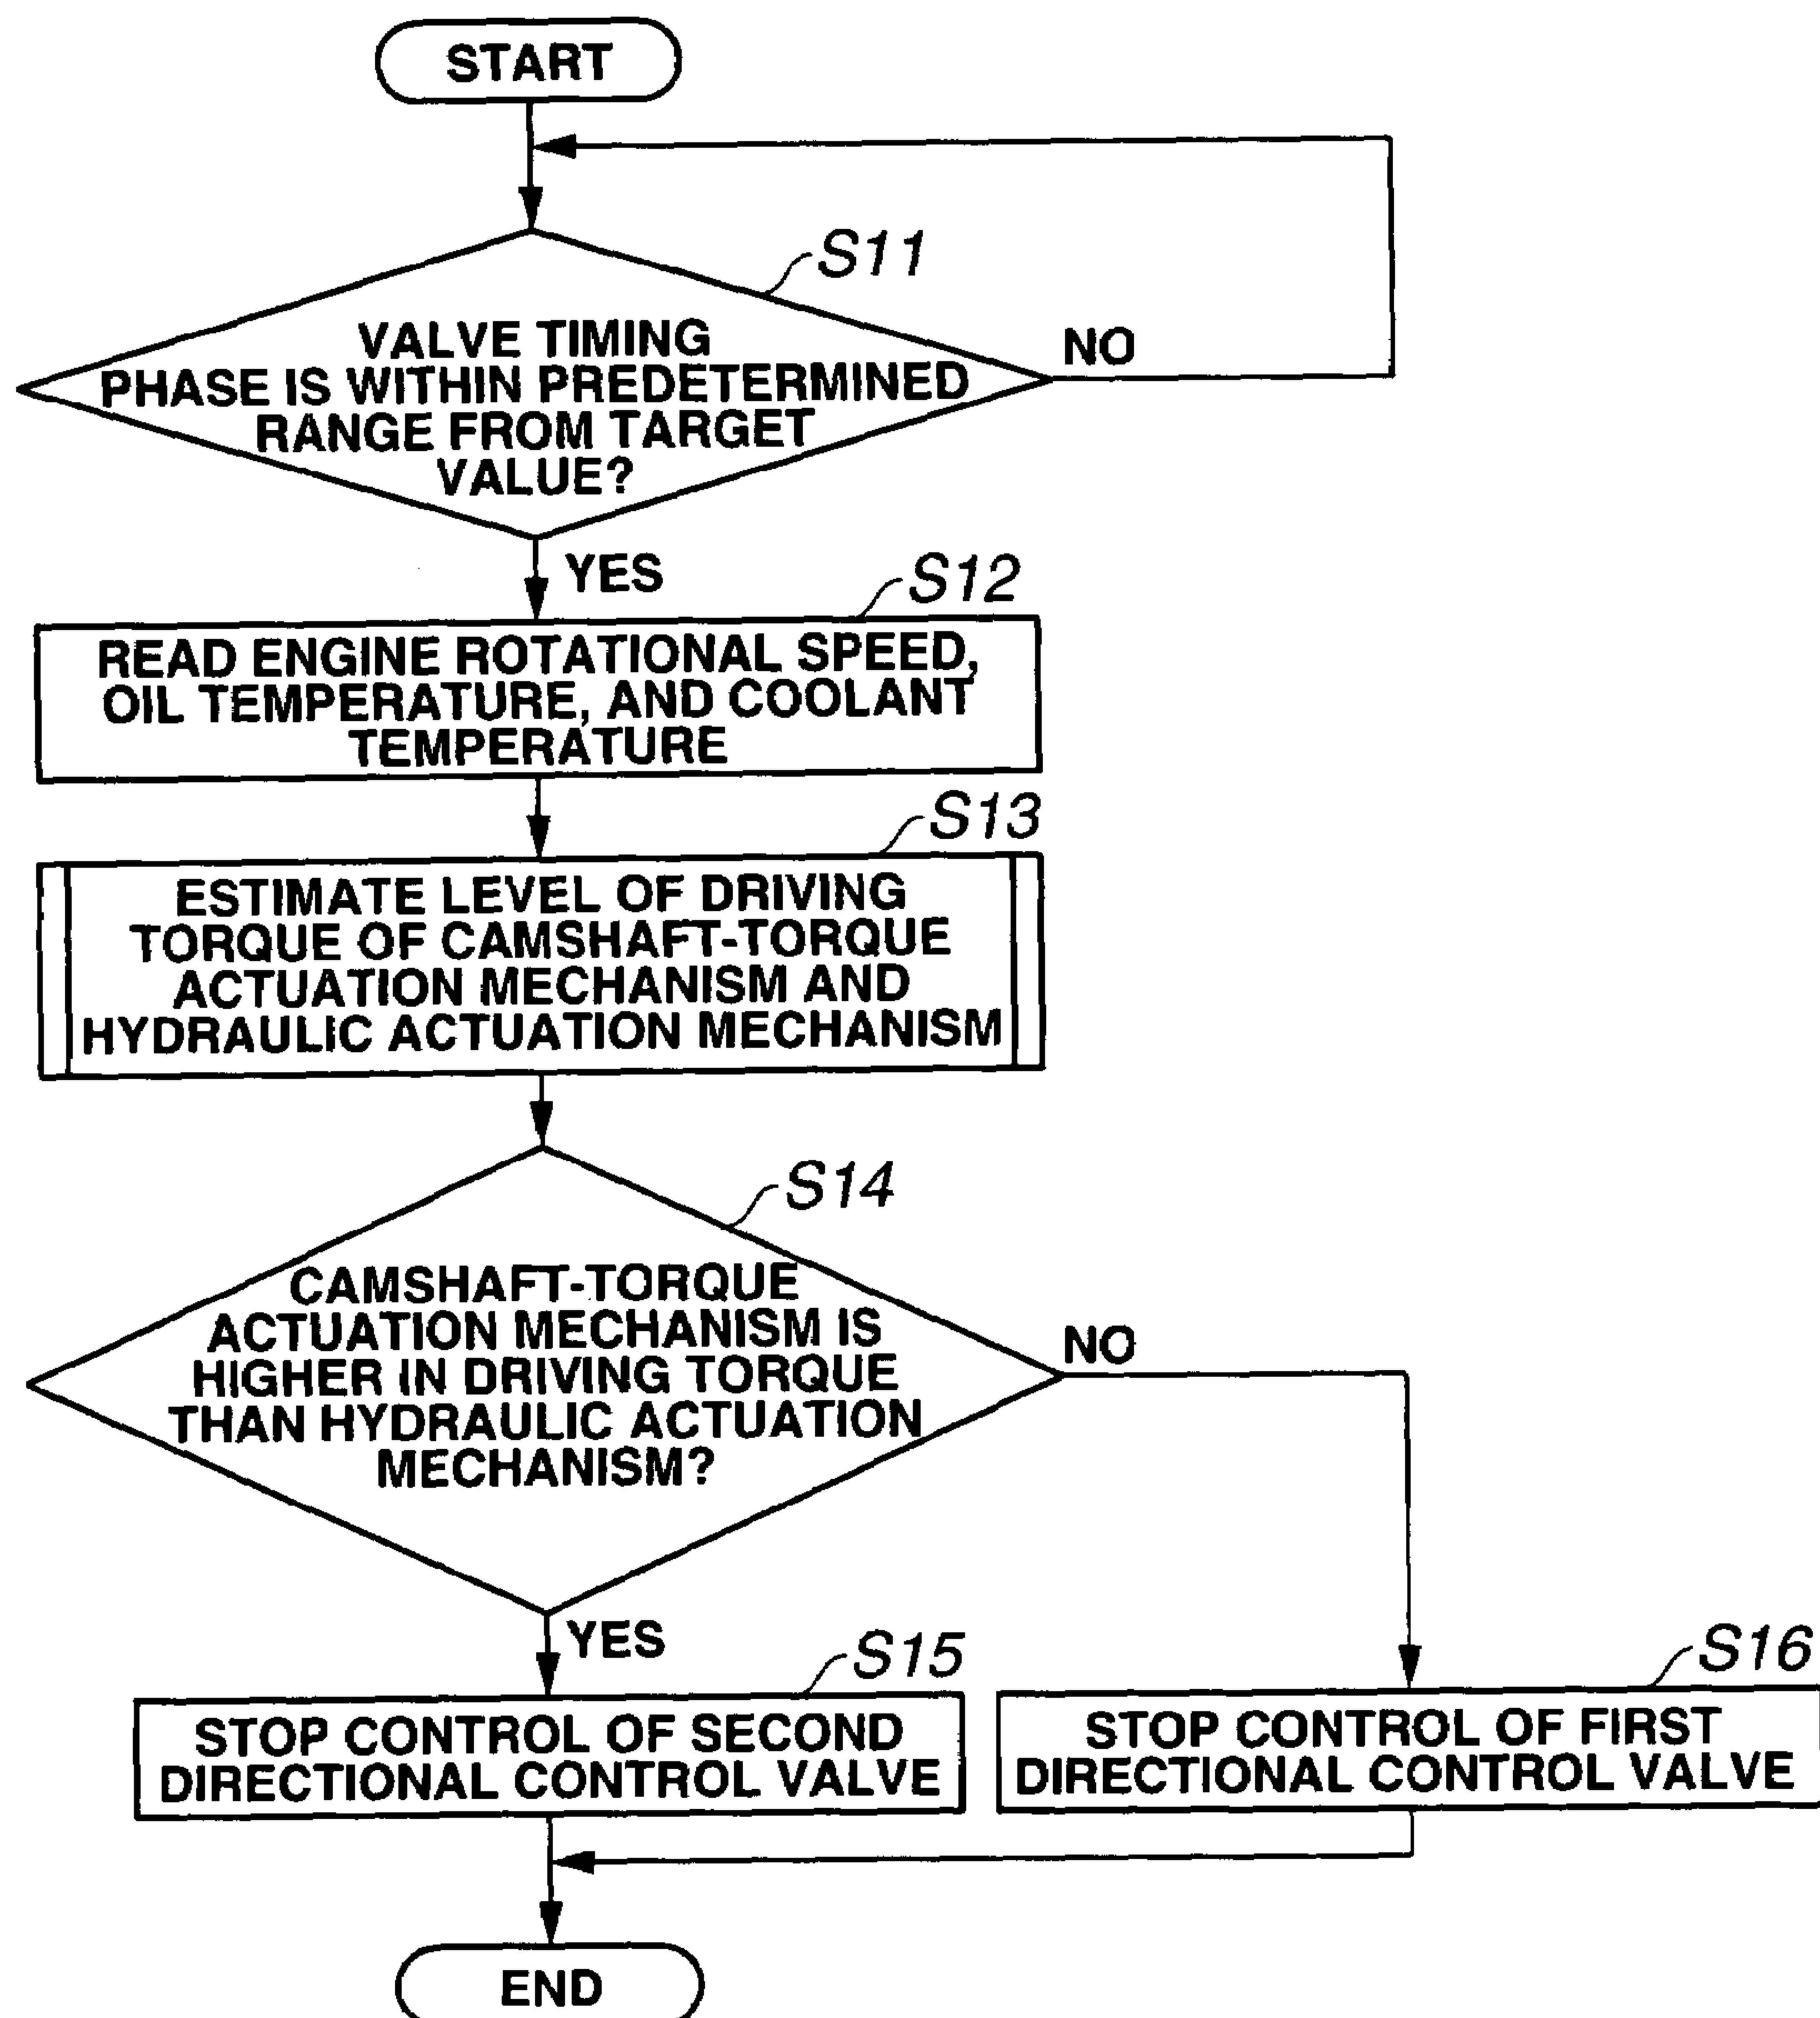 START
S11
VALVE TIMING
PHASE IS WITHIN PREDETERMINED
RANGE FROM TARGET
VALUE?
NO
YES
S12
READ ENGINE ROTATIONAL SPEED,
OIL TEMPERATURE, AND COOLANT
TEMPERATURE
S13
ESTIMATE LEVEL OF DRIVING
TORQUE OF CAMSHAFT-TORQUE
ACTUATION MECHANISM AND
HYDRAULIC ACTUATION MECHANISM
S14
CAMSHAFT-TORQUE
ACTUATION MECHANISM IS
HIGHER IN DRIVING TORQUE
THAN HYDRAULIC ACTUATION
MECHANISM?
NO
YES
S15
STOP CONTROL OF SECOND
DIRECTIONAL CONTROL VALVE
S16
STOP CONTROL OF FIRST
DIRECTIONAL CONTROL VALVE
END